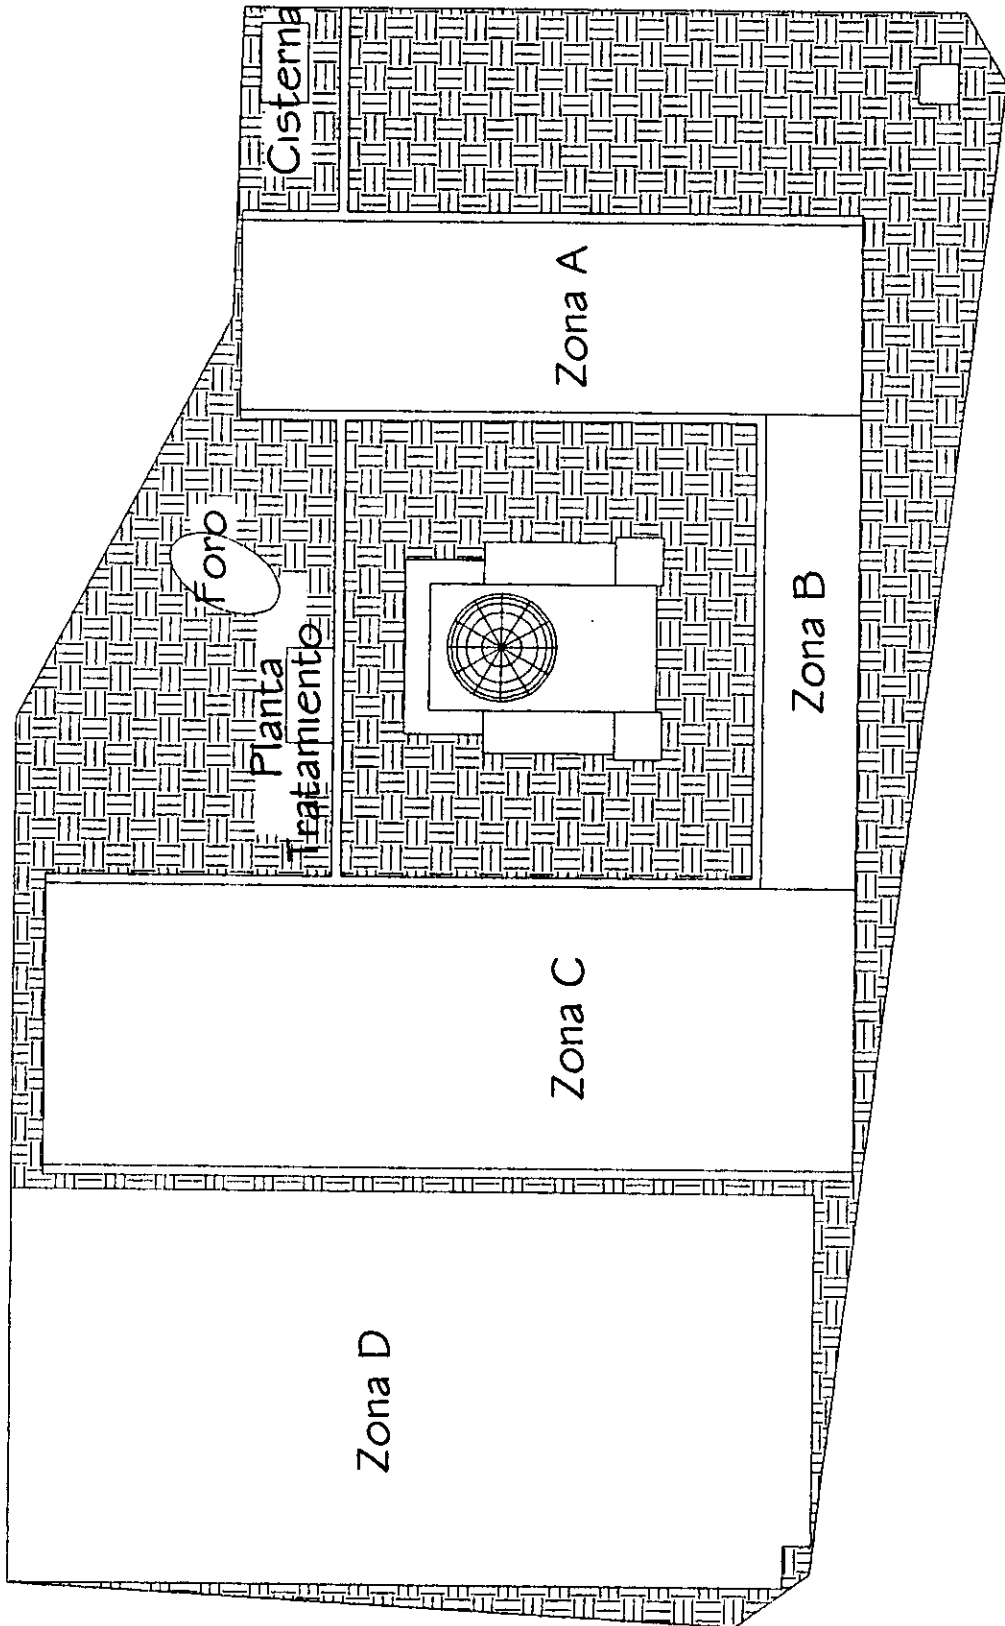 Cisterna
Zona A
Foro
Planta
Tratamiento
Zona B
Zona C
Zona D